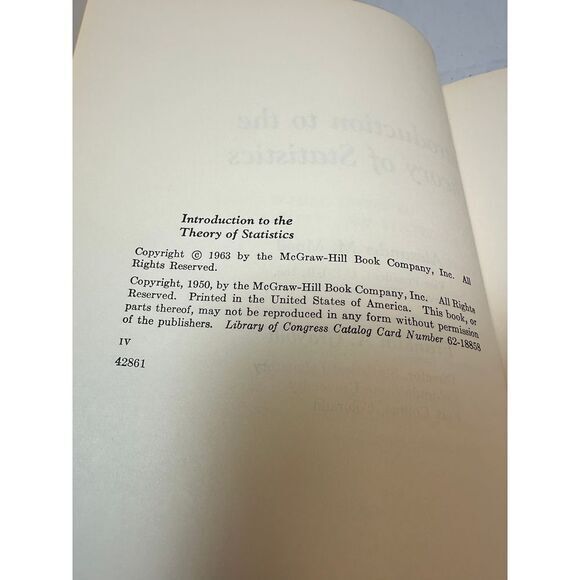 Introduction to the
Theory of Statistics
Copyright © 1963 by the McGraw-Hill Book Company, Inc. All
Rights Reserved.
Copyright, 1950, by the McGraw-Hill Book Company, Inc. All Rights
Reserved. Printed in the United States of America. This book, or
parts thereof, may not be reproduced in any form without permission
of the publishers. Library of Congress Catalog Card Number 62-18858
IV
42861